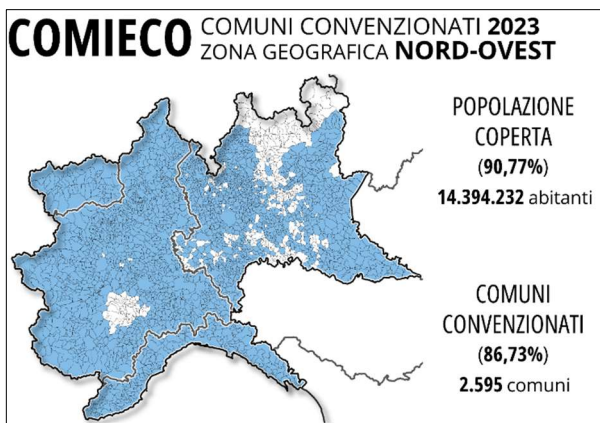 COMIECO COMUNI CONVENZIONATI 2023
ZONA GEOGRAFICA NORD-OVEST
POPOLAZIONE
COPERTA
(90,77%)
14.394.232 abitanti
COMUNI
CONVENZIONATI
(86,73%)
2.595 comuni